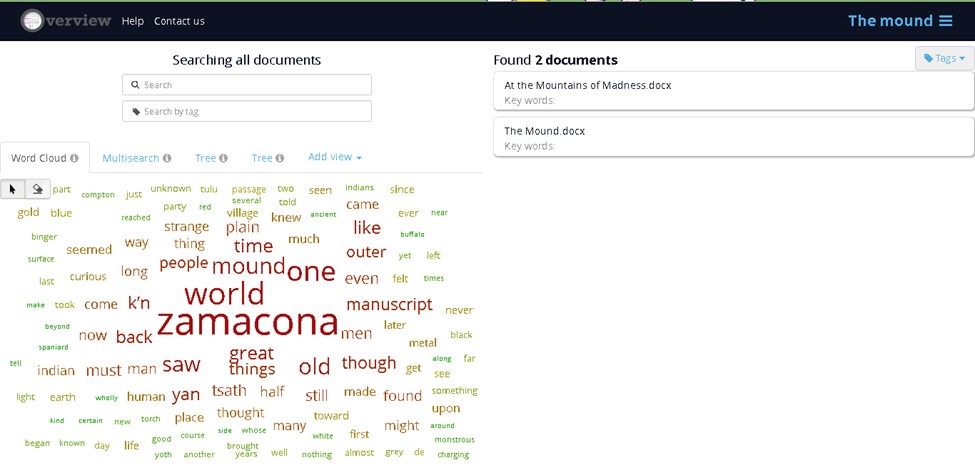 Overview Help Contact us
The mound
Searching all documents
Search
Search by tag
Word Cloud Multisearch Tree Tree Add view
Found 2 documents
Tags
At the Mountains of Madness.docx
Key words:
The Mound.docx
Key words:
part compton just unknown tulu passage two seen indians since
several told
gold blue reached party red village knew ancient came ever near
binger seemed way strange plain time much like buffalo
surface thing outer yet left
last curious long people mound one even felt times
make took come k'n world manuscript never
beyond now back zamacona men later black
spaniard metal
tell indian must man saw great things old though get along far
see
light earth wholly human yan tsath half still made found something
upon
kind certain new torch place thought many toward might around
began known day life good course side whose white first monstrous
yoth another brought years well nothing almost grey de charging